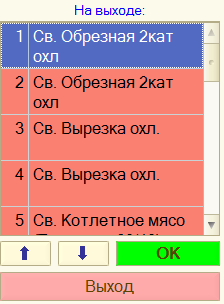 На выходе:
1 Св. Обрезная 2кат
охл
2 Св. Обрезная 2кат
охл
3 Св. Вырезка охл.
4 Св. Вырезка охл.
5 Св. Котлетное мясо
OK
Выход